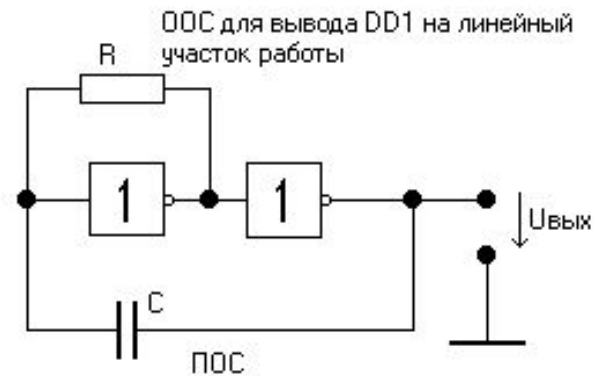 ООС для вывода DD1 на линейный
участок работы
R
1
1
Uвых
C
ПОС